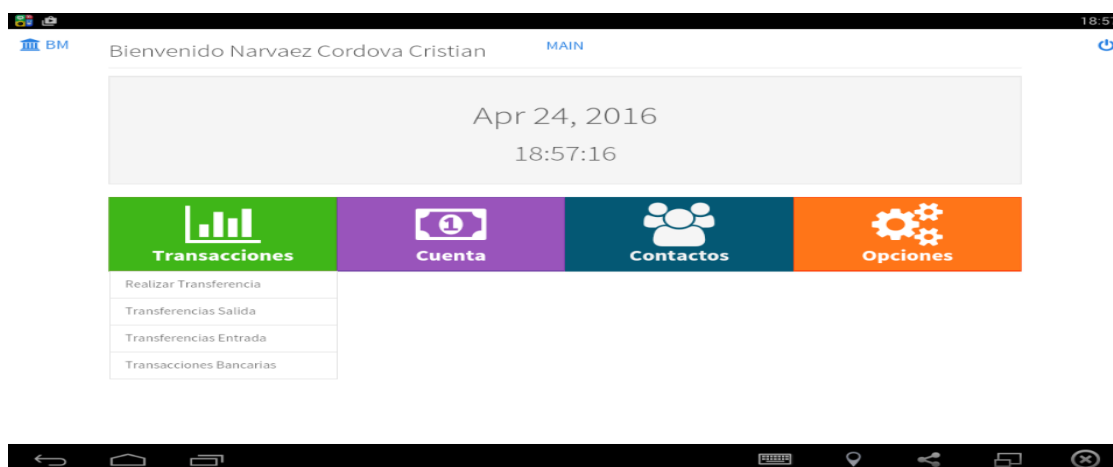 18:57
BM
Bienvenido Narvaez Cordova Cristian
MAIN
Apr 24, 2016
18:57:16
Transacciones
Cuenta
Contactos
Opciones
Realizar Transferencia
Transferencias Salida
Transferencias Entrada
Transacciones Bancarias